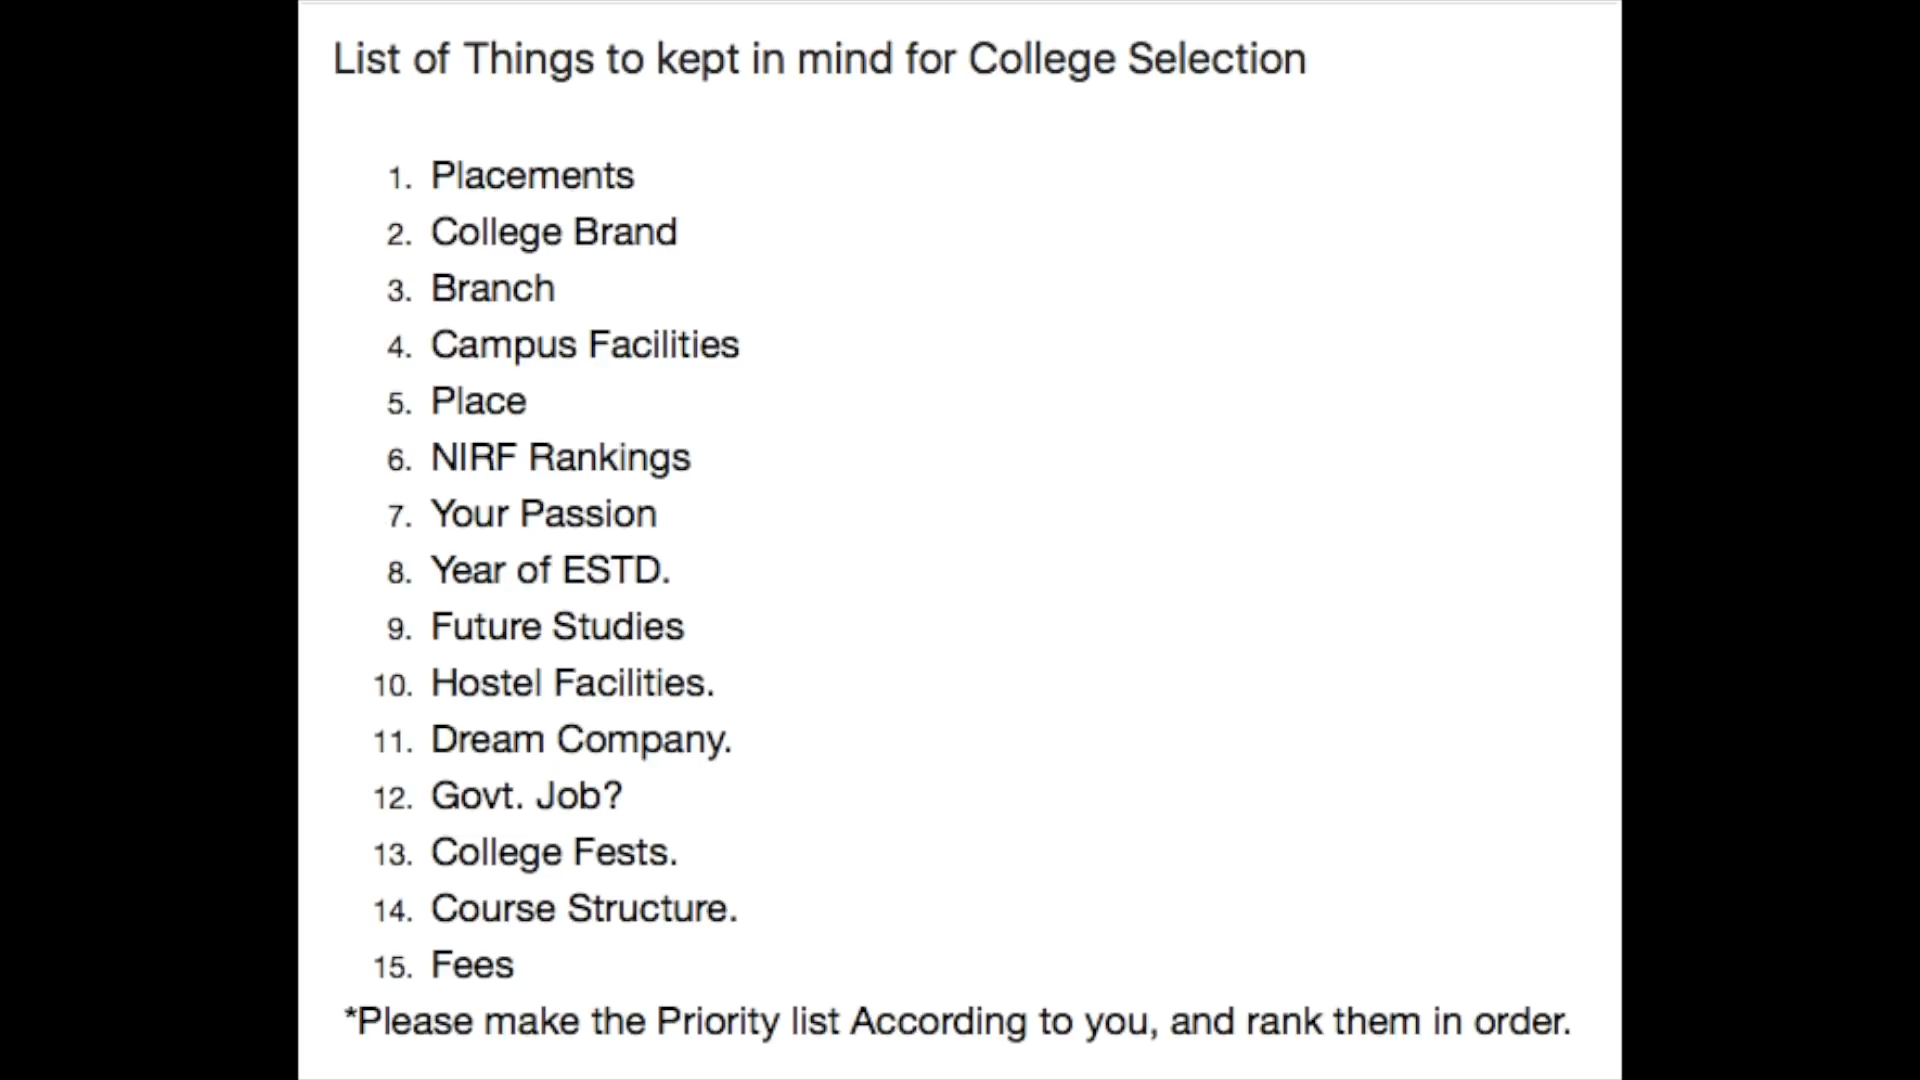 List of Things to kept in mind for College Selection
1. Placements
2. College Brand
3. Branch
4. Campus Facilities
5. Place
6. NIRF Rankings
7. Your Passion
8. Year of ESTD.
9. Future Studies
10. Hostel Facilities.
11. Dream Company.
12. Govt. Job?
13. College Fests.
14. Course Structure.
15. Fees
*Please make the Priority list According to you, and rank them in order.